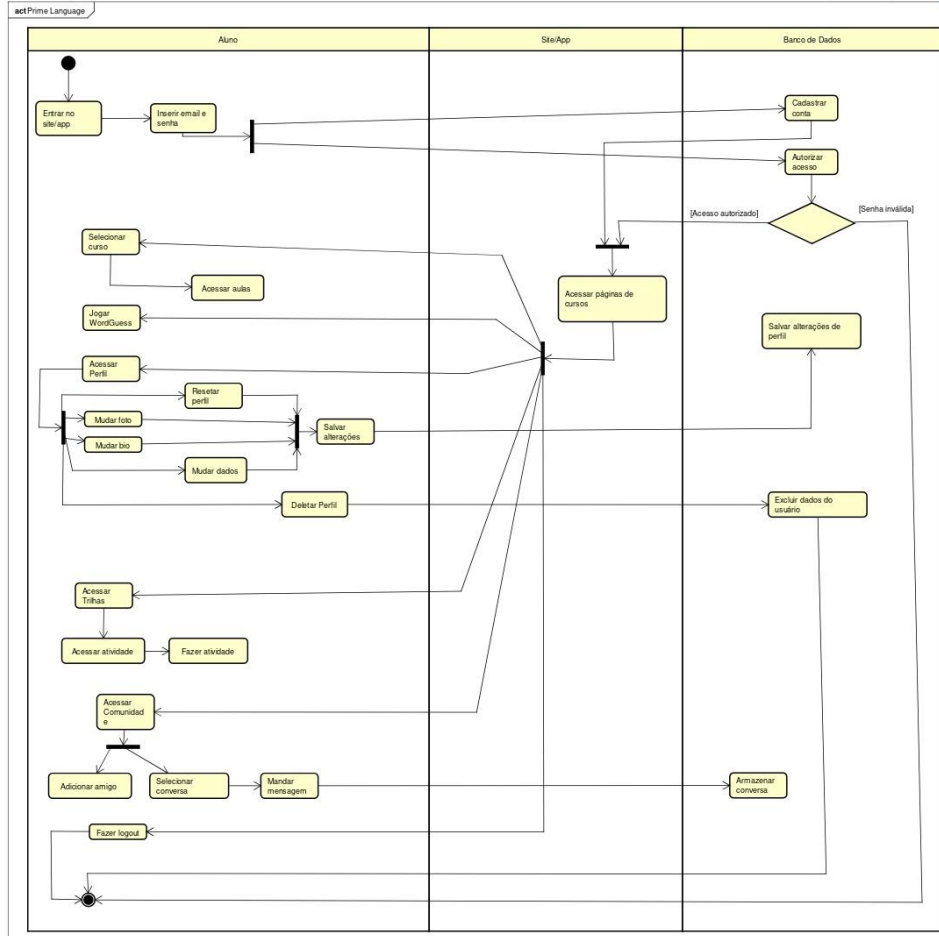 act Prime Language
Aluno
Site/App
Banco de Dados
Entrar no
site/app
Inserir email e
senha
Cadastrar
conta
Autorizar
acesso
[Acesso autorizado]
[Senha inválida]
Selecionar
curso
Acessar aulas
Acessar páginas de
cursos
Jogar
WordGuess
Salvar alterações de
perfil
Acessar
Perfil
Resetar
perfil
Mudar foto
Mudar bio
Salvar
alterações
Mudar dados
Deletar Perfil
Excluir dados do
usuário
Acessar
Trilhas
Acessar atividade
Fazer atividade
Acessar
Comunidad
e
Adicionar amigo
Selecionar
conversa
Mandar
mensagem
Armazenar
conversa
Fazer logout